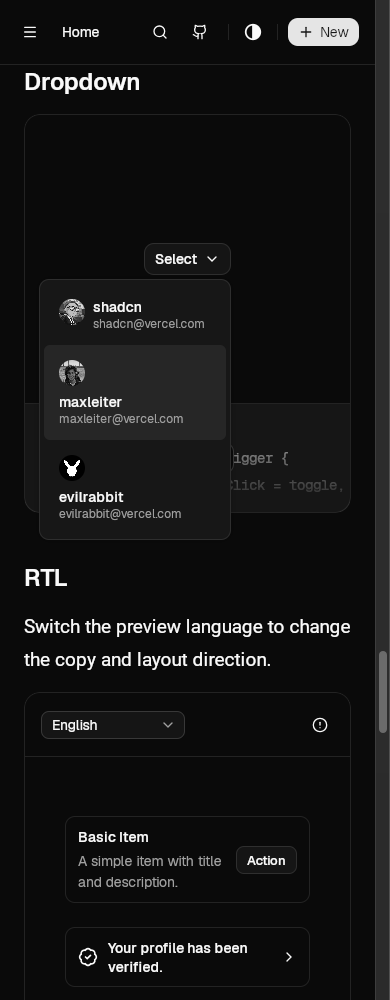 Home
New
Dropdown
Select
shadcn
shadcn@vercel.com
maxleiter
maxleiter@vercel.com
evilrabbit
evilrabbit@vercel.com
igger {
Click = toggle,
RTL
Switch the preview language to change
the copy and layout direction.
English
Basic Item
A simple item with title
and description.
Action
Your profile has been
verified.